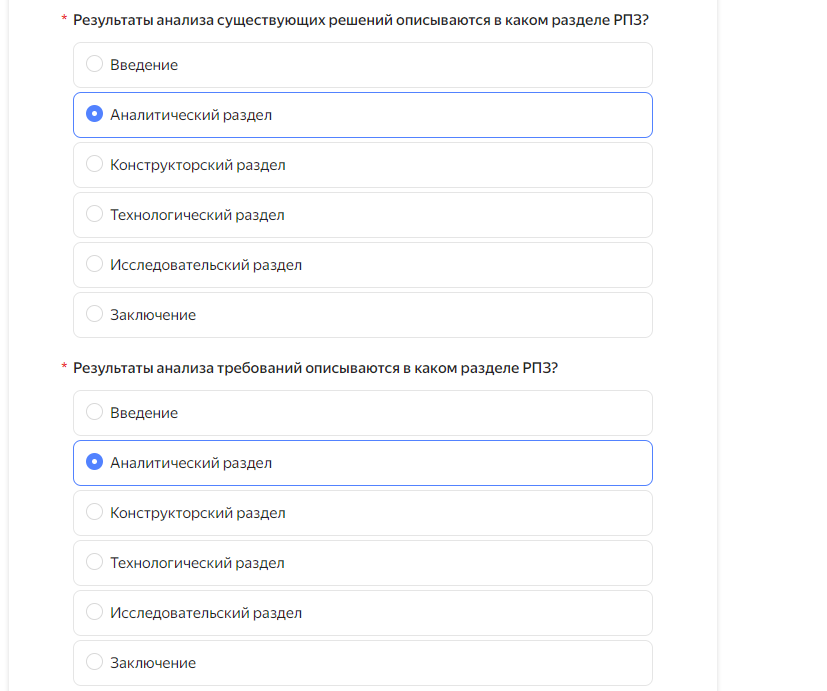 * Результаты анализа существующих решений описываются в каком разделе РПЗ?
Введение
Аналитический раздел
Конструкторский раздел
Технологический раздел
Исследовательский раздел
Заключение
* Результаты анализа требований описываются в каком разделе РПЗ?
Введение
Аналитический раздел
Конструкторский раздел
Технологический раздел
Исследовательский раздел
Заключение